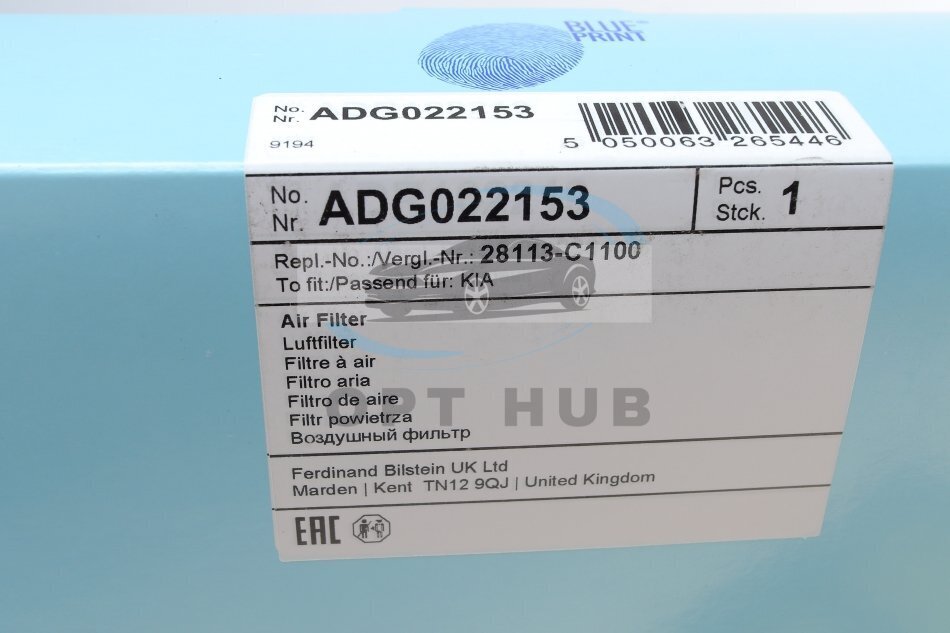 BLUE
PRINT
No.
Nr. ADG022153
9194
5 050063 265446
No.
Nr. ADG022153
Pcs.
Stck. 1
Repl.-No.:/Vergl.-Nr.: 28113-C1100
To fit:/Passend für: KIA
Air Filter
Luftfilter
Filtre à air
Filtro aria
Filtro de aire
Filtr powietrza
Воздушный фильтр
OPT HUB
Ferdinand Bilstein UK Ltd
Marden | Kent TN12 9QJ | United Kingdom
EAC